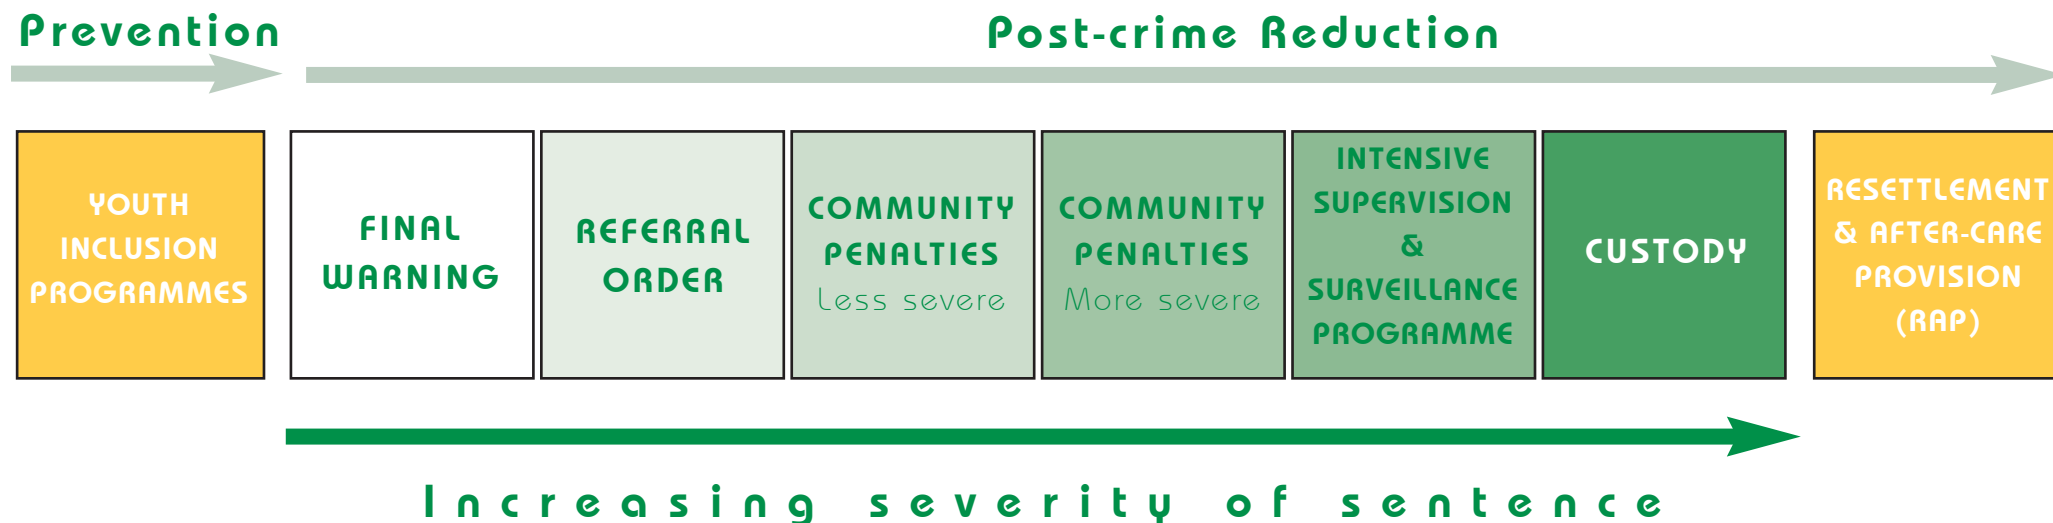 Prevention
Post-crime Reduction
YOUTH
INCLUSION
PROGRAMMES
FINAL
WARNING
REFERRAL
ORDER
COMMUNITY
PENALTIES
Less severe
COMMUNITY
PENALTIES
More severe
INTENSIVE
SUPERVISION
&
SURVEILLANCE
PROGRAMME
CUSTODY
RESETTLEMENT
& AFTER-CARE
PROVISION
(RAP)
Increasing severity of sentence